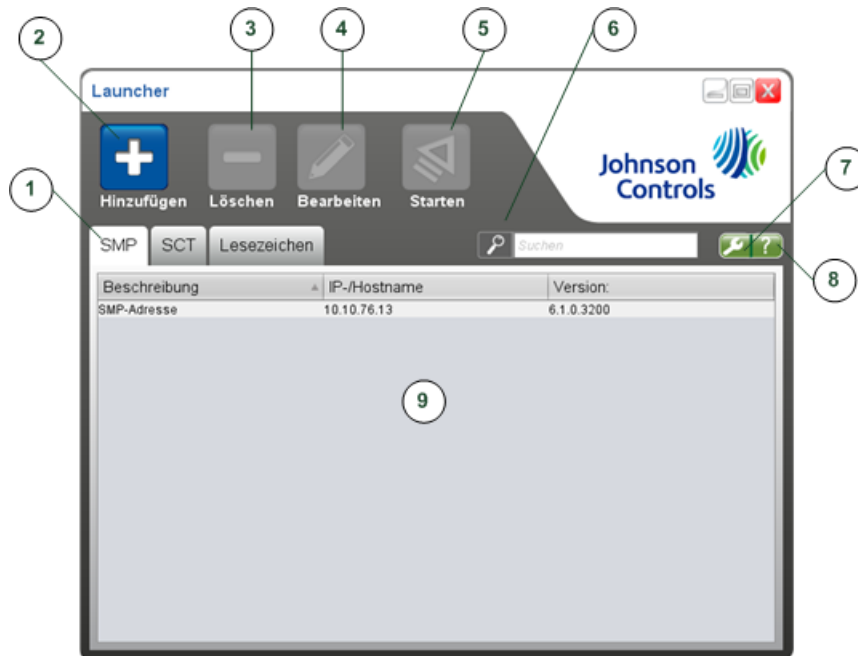 2 3 4 5 6
Launcher
Hinzufügen Löschen Bearbeiten Starten
Johnson
Controls
7
1
SMP SCT Lesezeichen Suchen ?
8
Beschreibung IP-/Hostname Version:
SMP-Adresse 10.10.76.13 6.1.0.3200
9